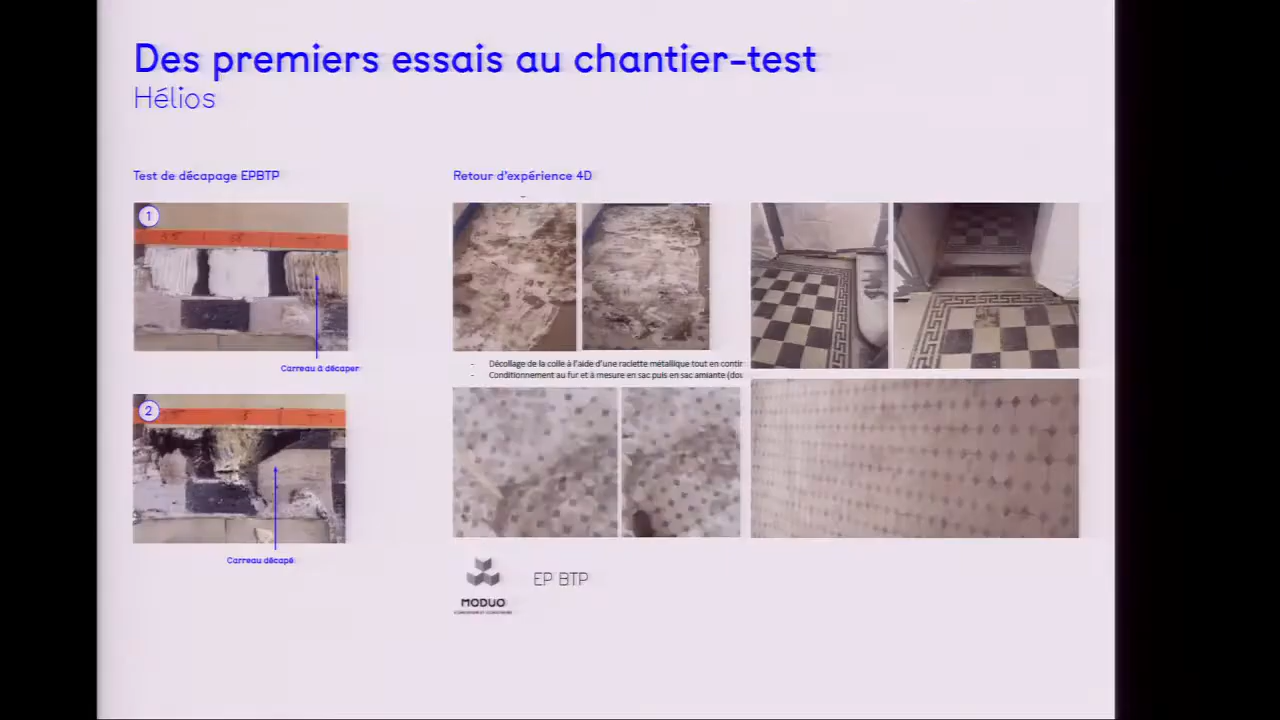 Des premiers essais au chantier-test
Hélios
Test de décapage EPBTP
1
Carreau à décaper
2
Carreau décapé
Retour d'expérience 4D
- Décollage de la colle à l'aide d'une raclette métallique tout en contin
- Conditionnement au fur et à mesure en sac puis en sac amiante (dou
MODUO
EP BTP